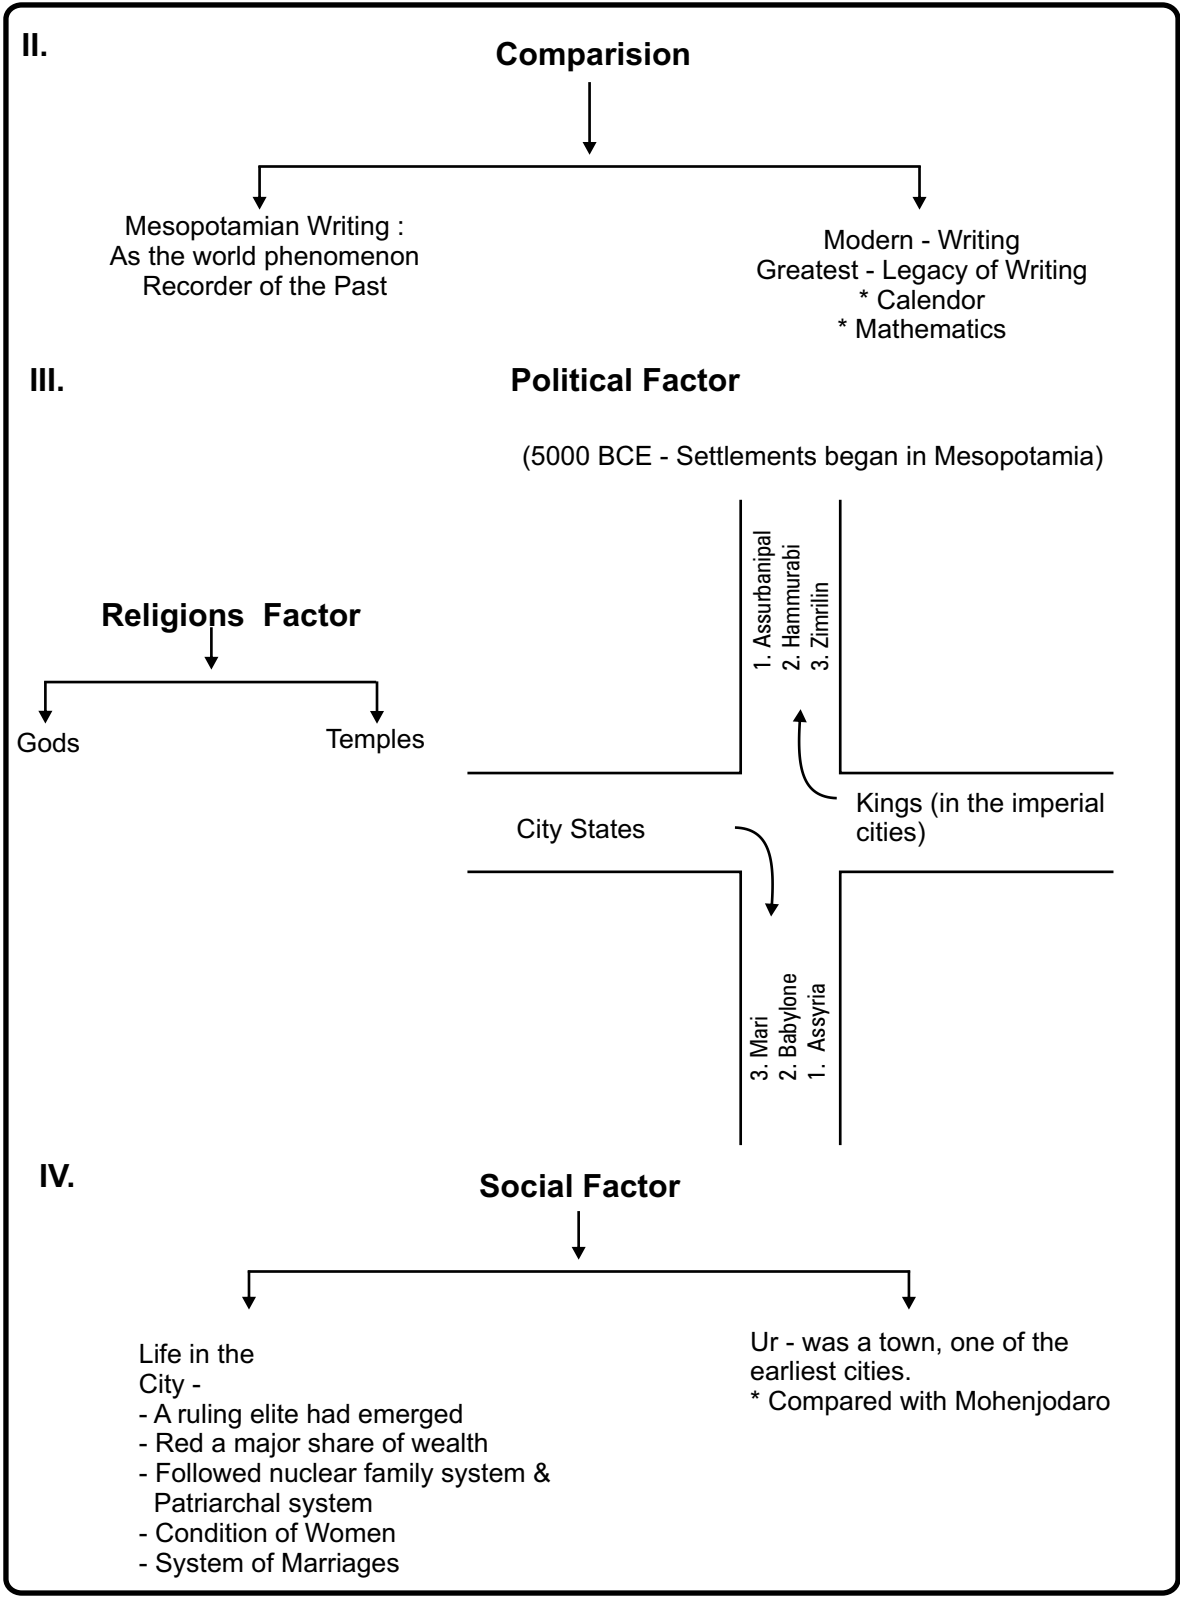 II.
Comparision
Mesopotamian Writing :
As the world phenomenon
Recorder of the Past
Modern - Writing
Greatest - Legacy of Writing
* Calendor
* Mathematics
III.
Political Factor
(5000 BCE - Settlements began in Mesopotamia)
1. Assurbanipal
2. Hammurabi
3. Zimrilin
Religions Factor
Gods
Temples
City States
Kings (in the imperial
cities)
3. Mari
2. Babylone
1. Assyria
IV.
Social Factor
Life in the
City -
- A ruling elite had emerged
- Red a major share of wealth
- Followed nuclear family system &
Patriarchal system
- Condition of Women
- System of Marriages
Ur - was a town, one of the
earliest cities.
* Compared with Mohenjodaro